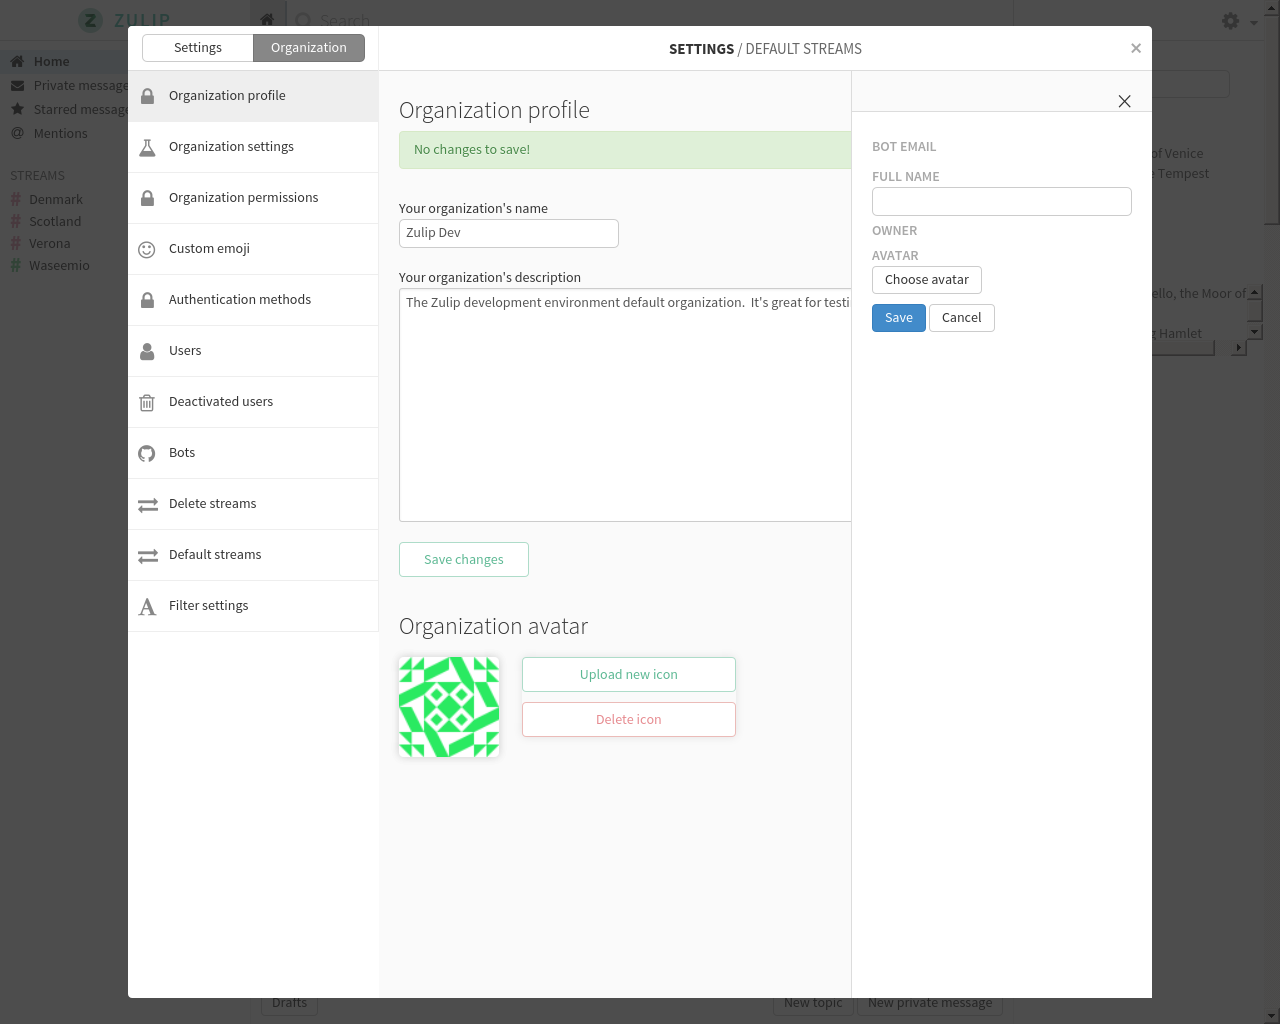 ZULIP
Search
Home
Private message
Starred message
Mentions
STREAMS
# Denmark
# Scotland
# Verona
# Waseemio
Settings
Organization
SETTINGS / DEFAULT STREAMS
×
Organization profile
Organization settings
Organization permissions
Custom emoji
Authentication methods
Users
Deactivated users
Bots
Delete streams
Default streams
Filter settings
Organization profile
No changes to save!
Your organization's name
Zulip Dev
Your organization's description
The Zulip development environment default organization.  It's great for testi
Save changes
Organization avatar
Upload new icon
Delete icon
BOT EMAIL
FULL NAME
OWNER
AVATAR
Choose avatar
Save
Cancel
of Venice
Tempest
ello, the Moor of
Hamlet
Drafts
New topic
New private message